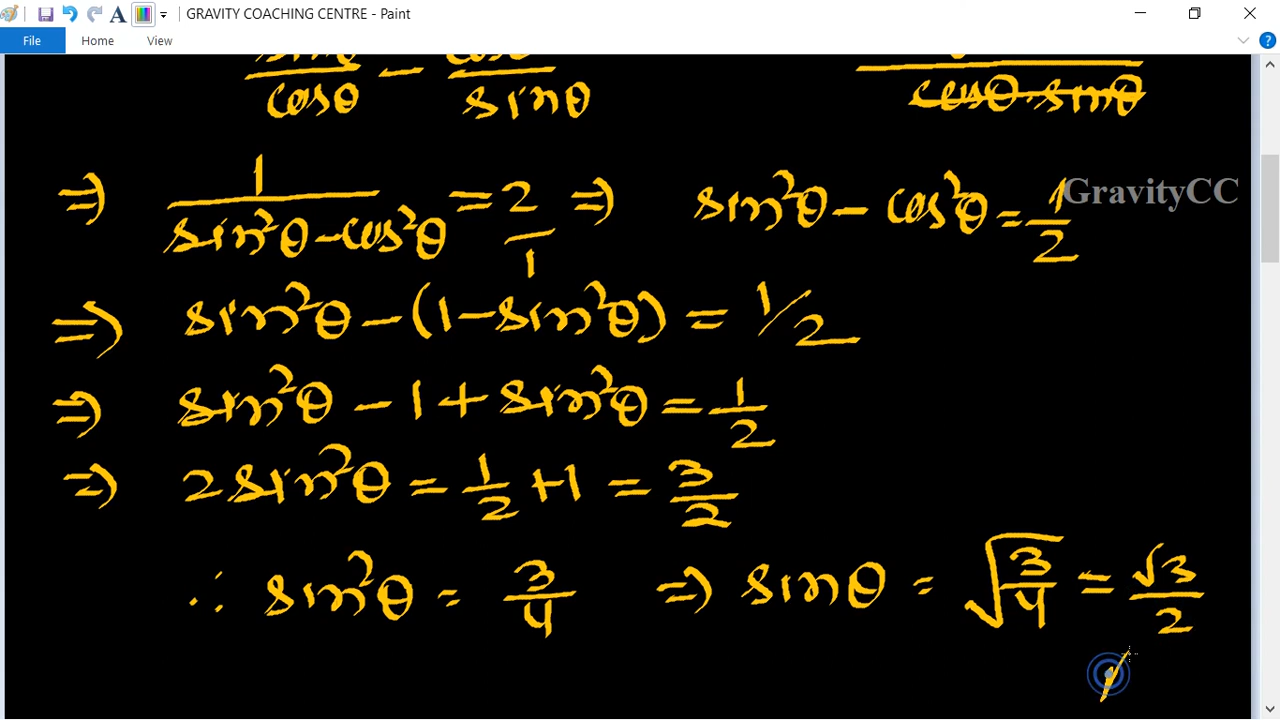 GRAVITY COACHING CENTRE - Paint
File Home View
cosθ - sinθ cosθ·sinθ
⇒ 1/(sin²θ-cos²θ) = 2/1 ⇒ sin²θ - cos²θ = 1/2
GravityCC
⇒ sin²θ - (1-sin²θ) = 1/2
⇒ sin²θ - 1 + sin²θ = 1/2
⇒ 2sin²θ = 1/2 +1 = 3/2
∴ sin²θ = 3/4 ⇒ sinθ = √(3/4) = √3/2